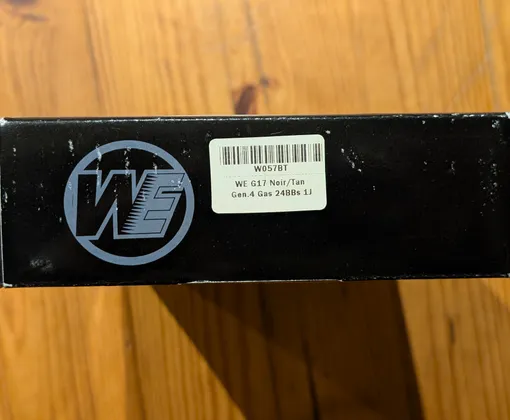 WE
W057BT
WE G17 Noir/Tan
Gen.4 Gas 24BBs 1J